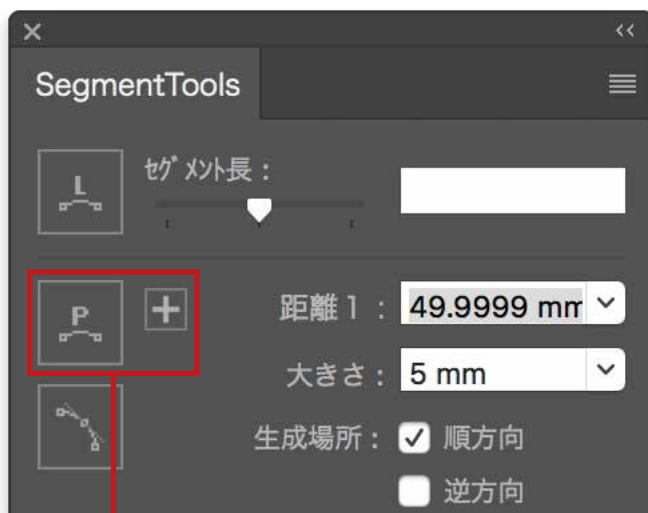 SegmentTools
L
セグメント長：
P
距離1：
49.9999 mm
大きさ：
5 mm
生成場所：
順方向
逆方向